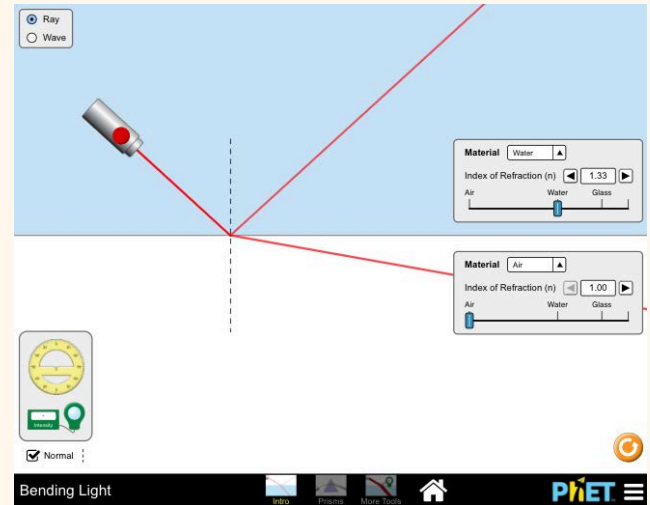 Ray
Wave
Material Water
Index of Refraction (n) 1.33
Air Water Glass
Material Air
Index of Refraction (n) 1.00
Air Water Glass
Intensity
Normal
Bending Light
Intro Prisms More Tools
PhET